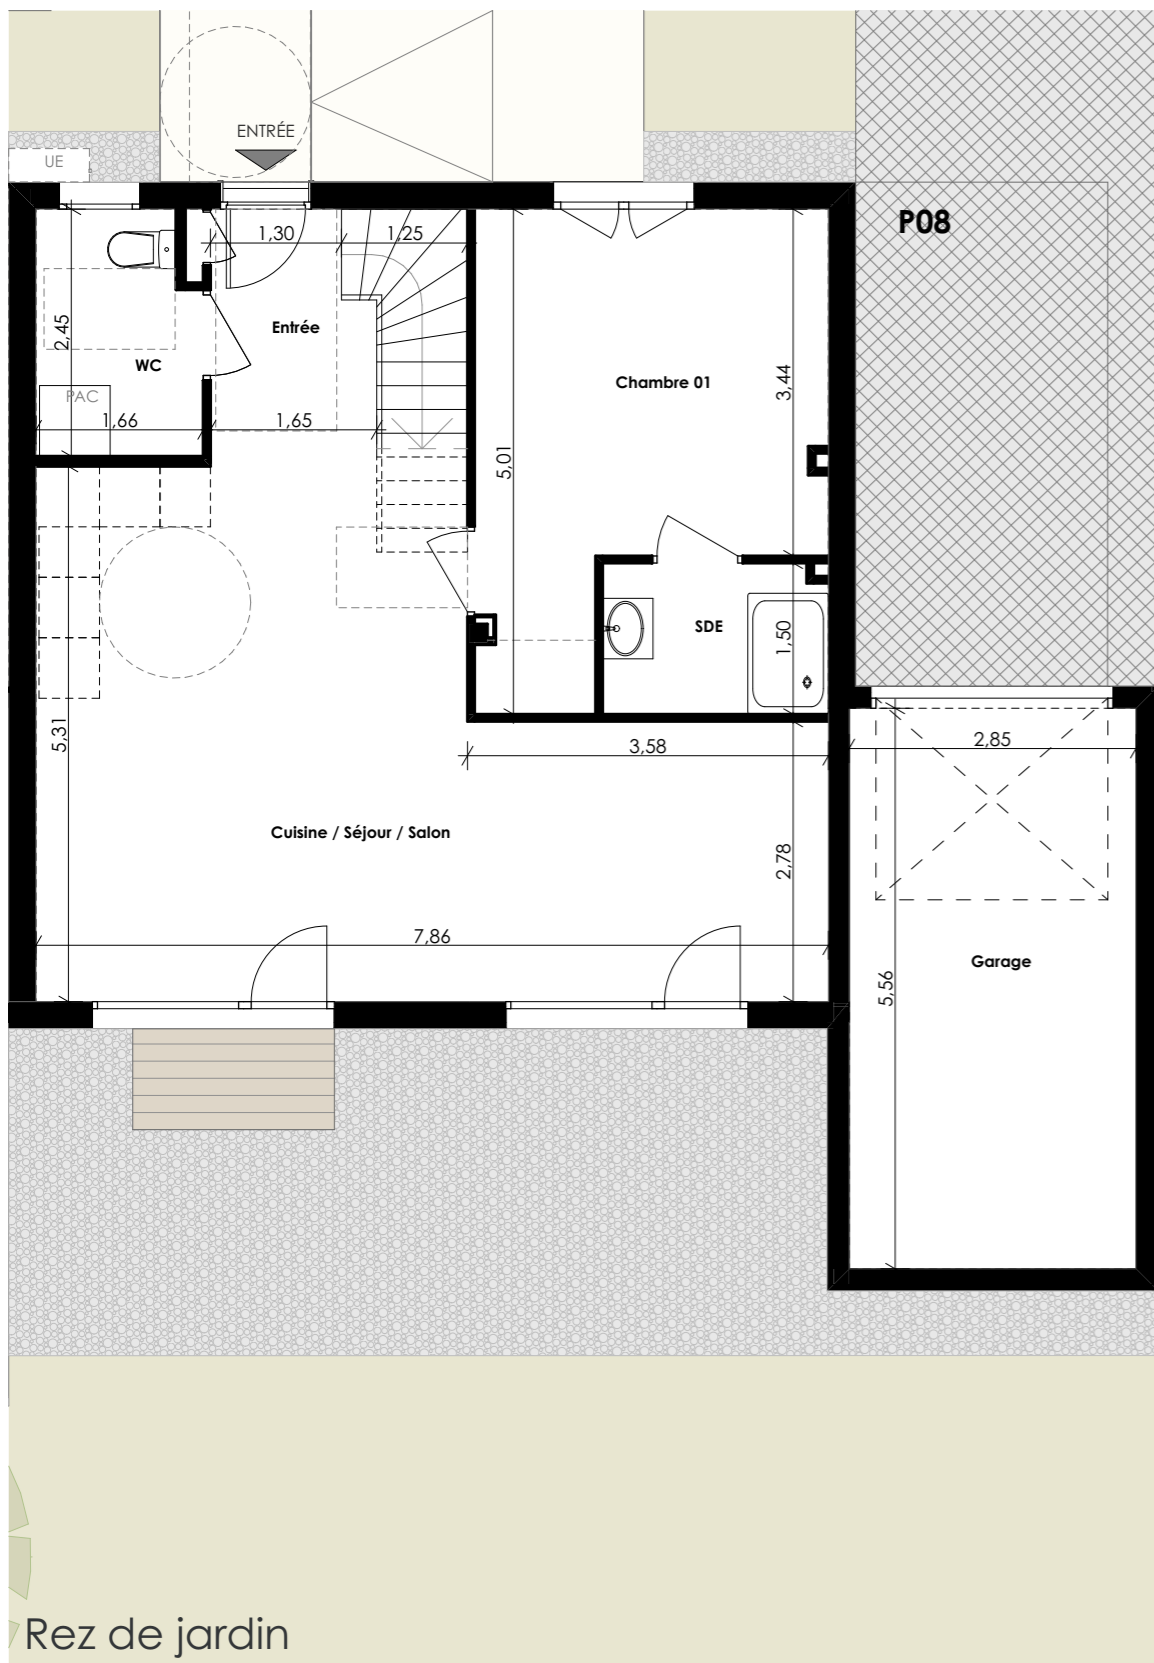 ENTRÉE
UE
P08
1,30
1,25
Entrée
2,45
WC
Chambre 01
3,44
PAC
1,66
1,65
5,01
SDE
1,50
5,31
3,58
2,85
Cuisine / Séjour / Salon
2,78
7,86
Garage
5,56
Rez de jardin